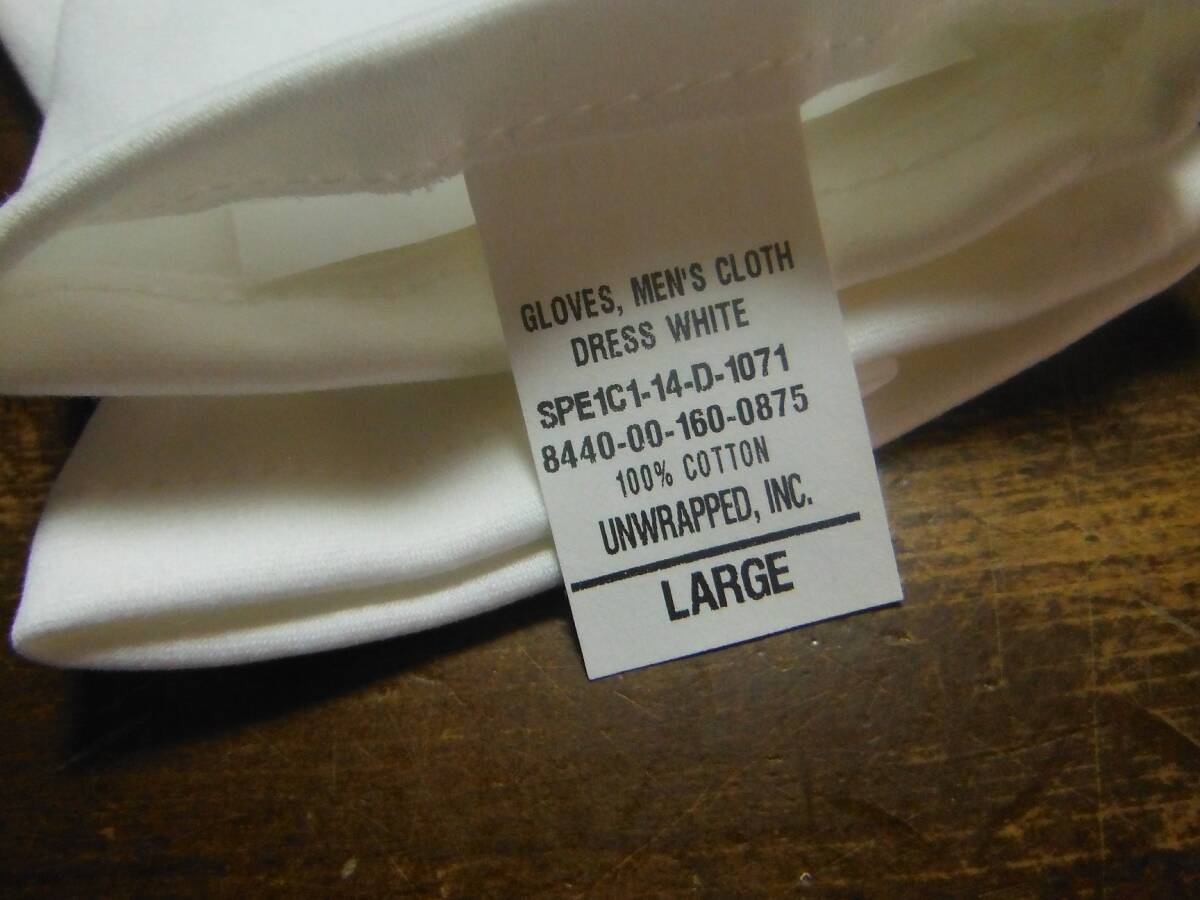 GLOVES, MEN'S CLOTH
DRESS WHITE
SPE1C1-14-D-1071
8440-00-160-0875
100% COTTON
UNWRAPPED, INC.
LARGE